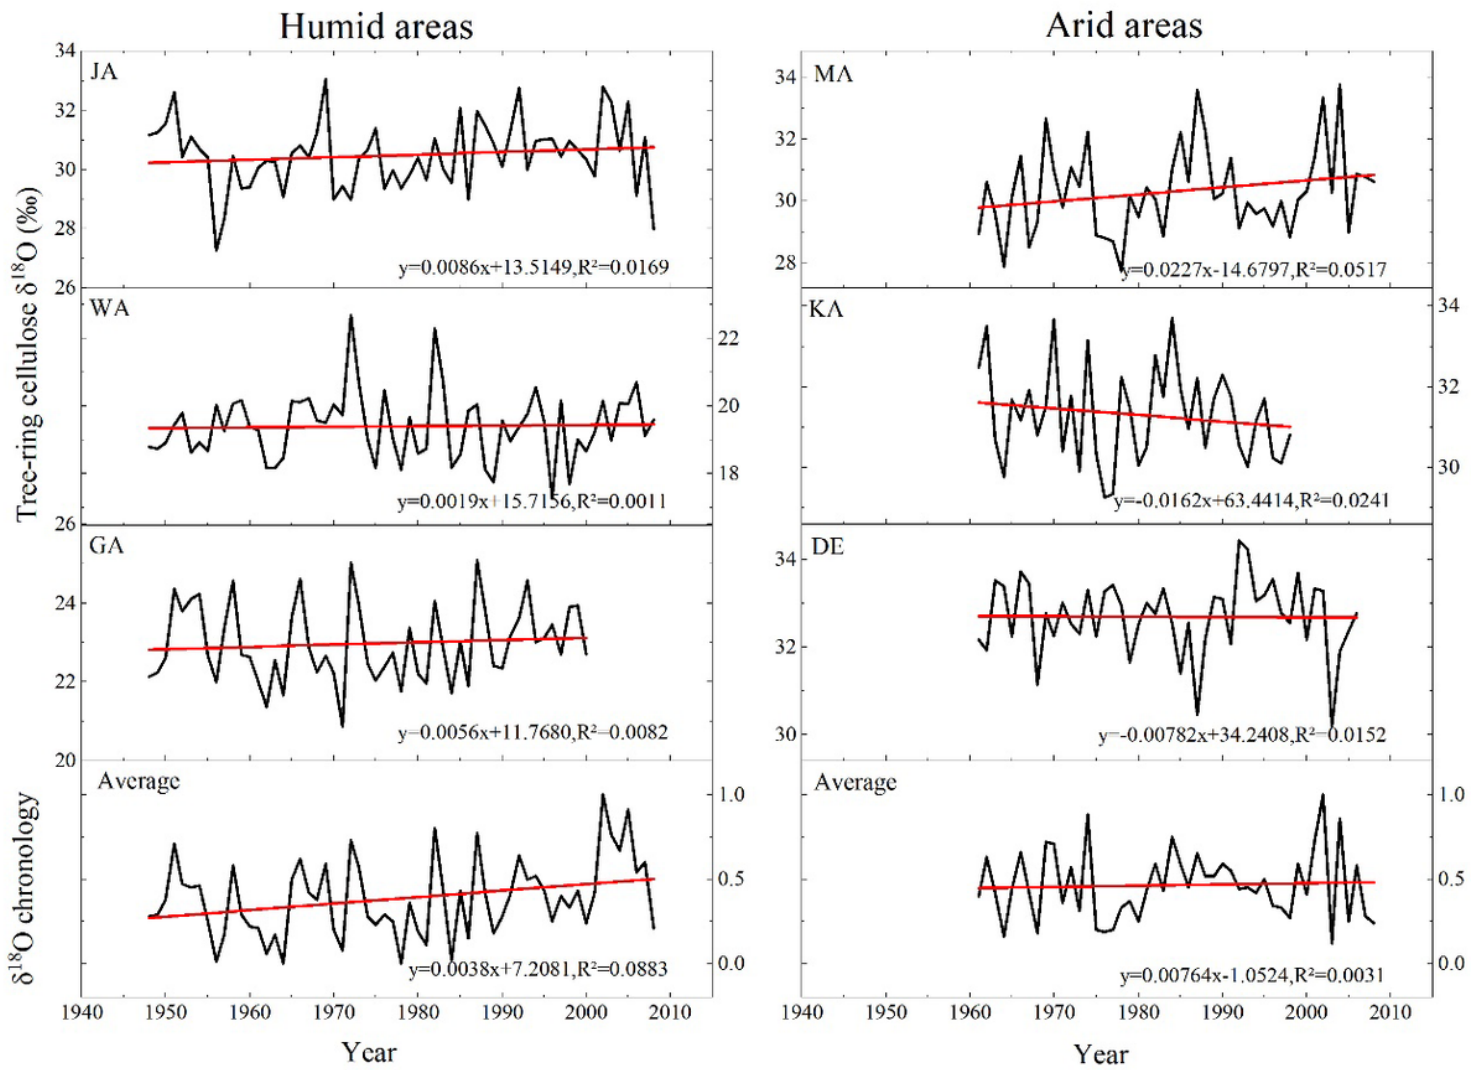 Humid areas
Arid areas
Tree-ring cellulose δ¹⁸O (‰)
δ¹⁸O chronology
34
32
30
28
26
JA
y=0.0086x+13.5149,R²=0.0169
WA
22
20
18
y=0.0019x+15.7156,R²=0.0011
26
24
22
20
GA
y=0.0056x+11.7680,R²=0.0082
Average
1.0
0.5
0.0
y=0.0038x+7.2081,R²=0.0883
1940 1950 1960 1970 1980 1990 2000 2010
Year
34
32
30
28
MA
y=0.0227x-14.6797,R²=0.0517
KA
34
32
30
y=-0.0162x+63.4414,R²=0.0241
34
32
30
DE
y=-0.00782x+34.2408,R²=0.0152
Average
1.0
0.5
0.0
y=0.00764x-1.0524,R²=0.0031
1940 1950 1960 1970 1980 1990 2000 2010
Year